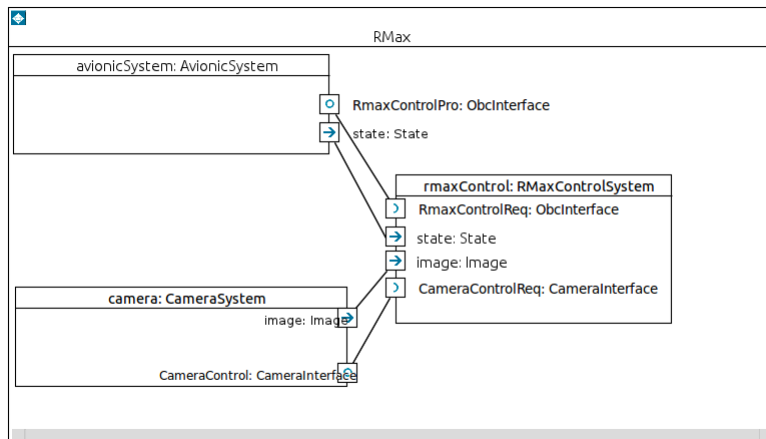 RMax
avionicSystem: AvionicSystem
RmaxControlPro: ObcInterface
state: State
rmaxControl: RMaxControlSystem
RmaxControlReq: ObcInterface
state: State
image: Image
CameraControlReq: CameraInterface
camera: CameraSystem
image: Image
CameraControl: CameraInterface